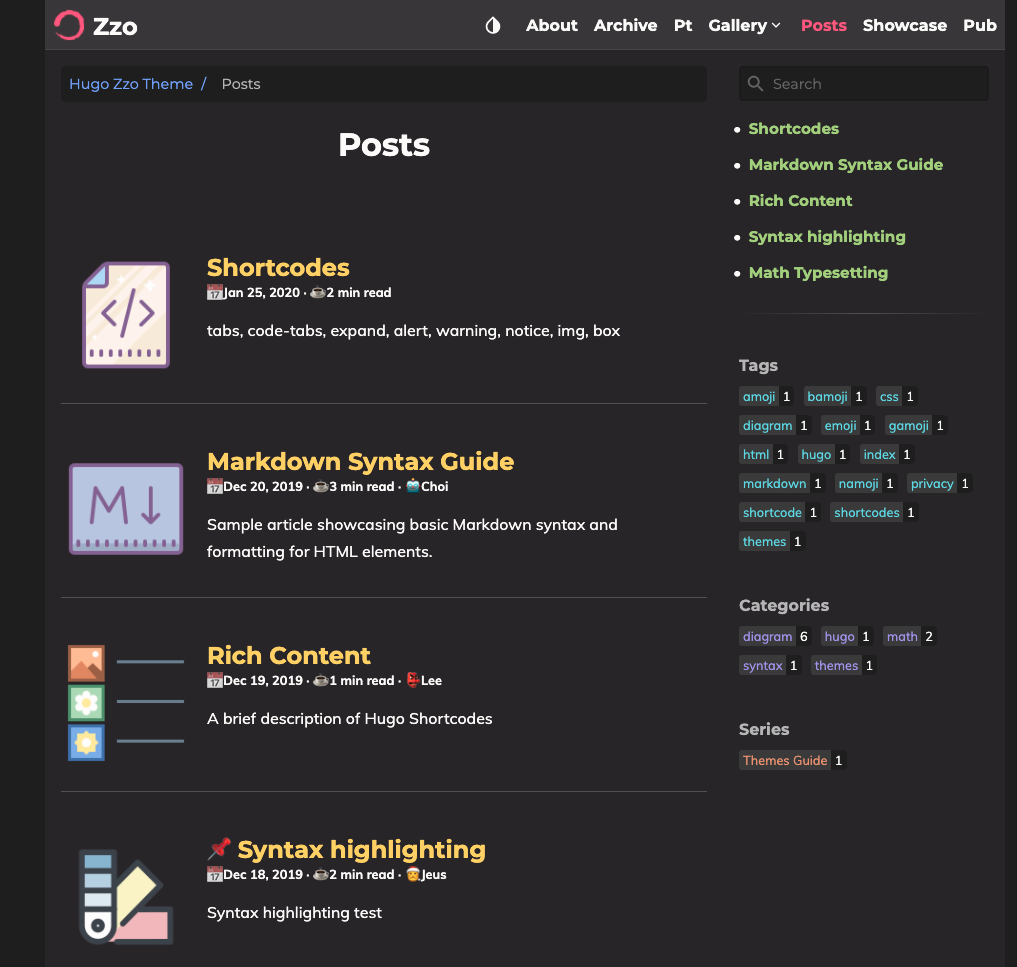 Zzo
About Archive Pt Gallery Posts Showcase Pub
Hugo Zzo Theme / Posts
Search
Posts
Shortcodes
📅Jan 25, 2020 · ☕2 min read
tabs, code-tabs, expand, alert, warning, notice, img, box
Markdown Syntax Guide
📅Dec 20, 2019 · ☕3 min read · 🤖Choi
Sample article showcasing basic Markdown syntax and
formatting for HTML elements.
Rich Content
📅Dec 19, 2019 · ☕1 min read · 👺Lee
A brief description of Hugo Shortcodes
📌 Syntax highlighting
📅Dec 18, 2019 · ☕2 min read · 🎅Jeus
Syntax highlighting test
M↓
</>
• Shortcodes
• Markdown Syntax Guide
• Rich Content
• Syntax highlighting
• Math Typesetting
Tags
amoji 1 bamoji 1 css 1
diagram 1 emoji 1 gamoji 1
html 1 hugo 1 index 1
markdown 1 namoji 1 privacy 1
shortcode 1 shortcodes 1
themes 1
Categories
diagram 6 hugo 1 math 2
syntax 1 themes 1
Series
Themes Guide 1